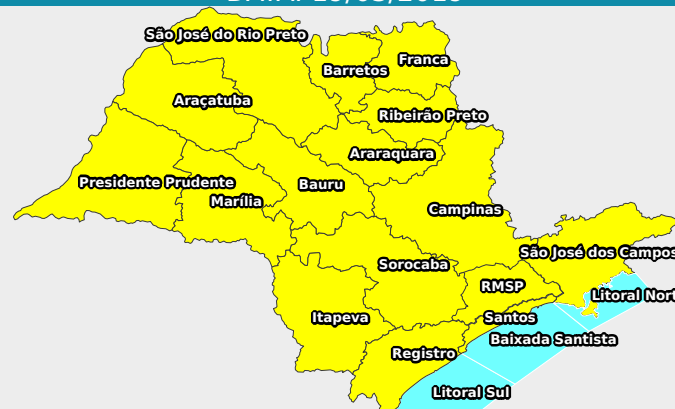 São José do Rio Preto
Franca
Barretos
Araçatuba
Ribeirão Preto
Araraquara
Presidente Prudente
Bauru
Marília
Campinas
São José dos Campos
Sorocaba
RMSP
Litoral Nort
Itapeva
Santos
Baixada Santista
Registro
Litoral Sul